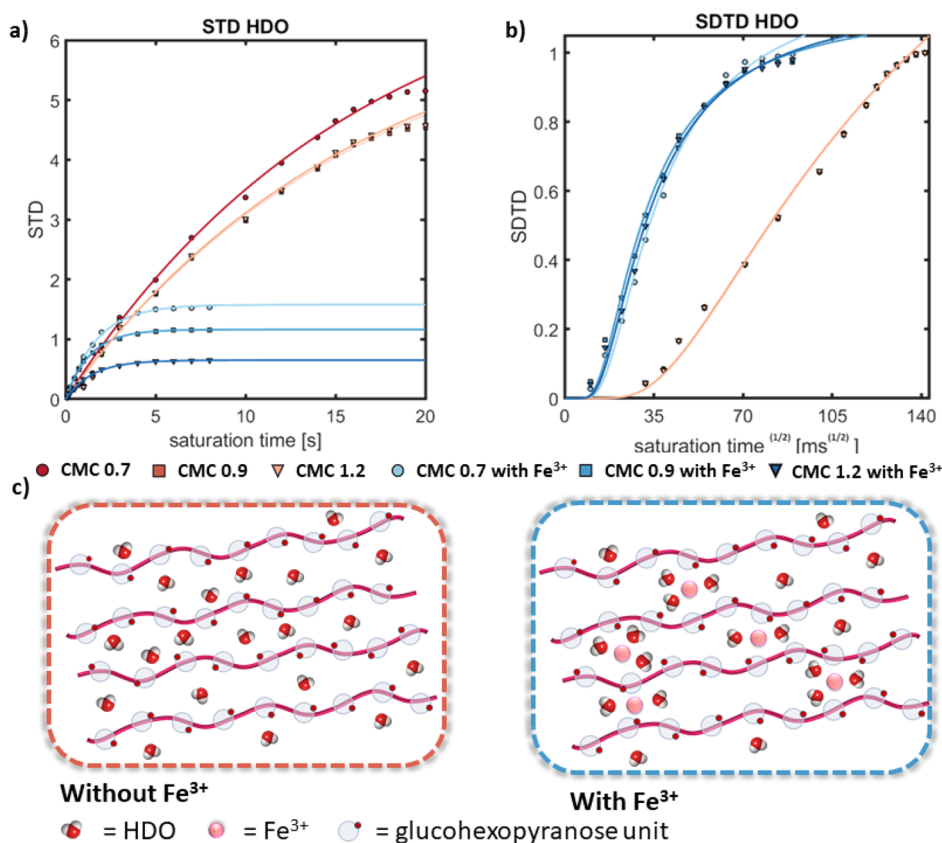 a)
STD HDO
6
5
4
3
2
1
0
STD
0
5
10
15
20
saturation time [s]
b)
SDTD HDO
1
0.8
0.6
0.4
0.2
0
SDTD
0
35
70
105
140
saturation time (1/2) [ms(1/2)]
CMC 0.7 CMC 0.9 CMC 1.2 CMC 0.7 with Fe³⁺ CMC 0.9 with Fe³⁺ CMC 1.2 with Fe³⁺
c)
Without Fe³⁺
With Fe³⁺
= HDO = Fe³⁺ = glucohexopyranose unit